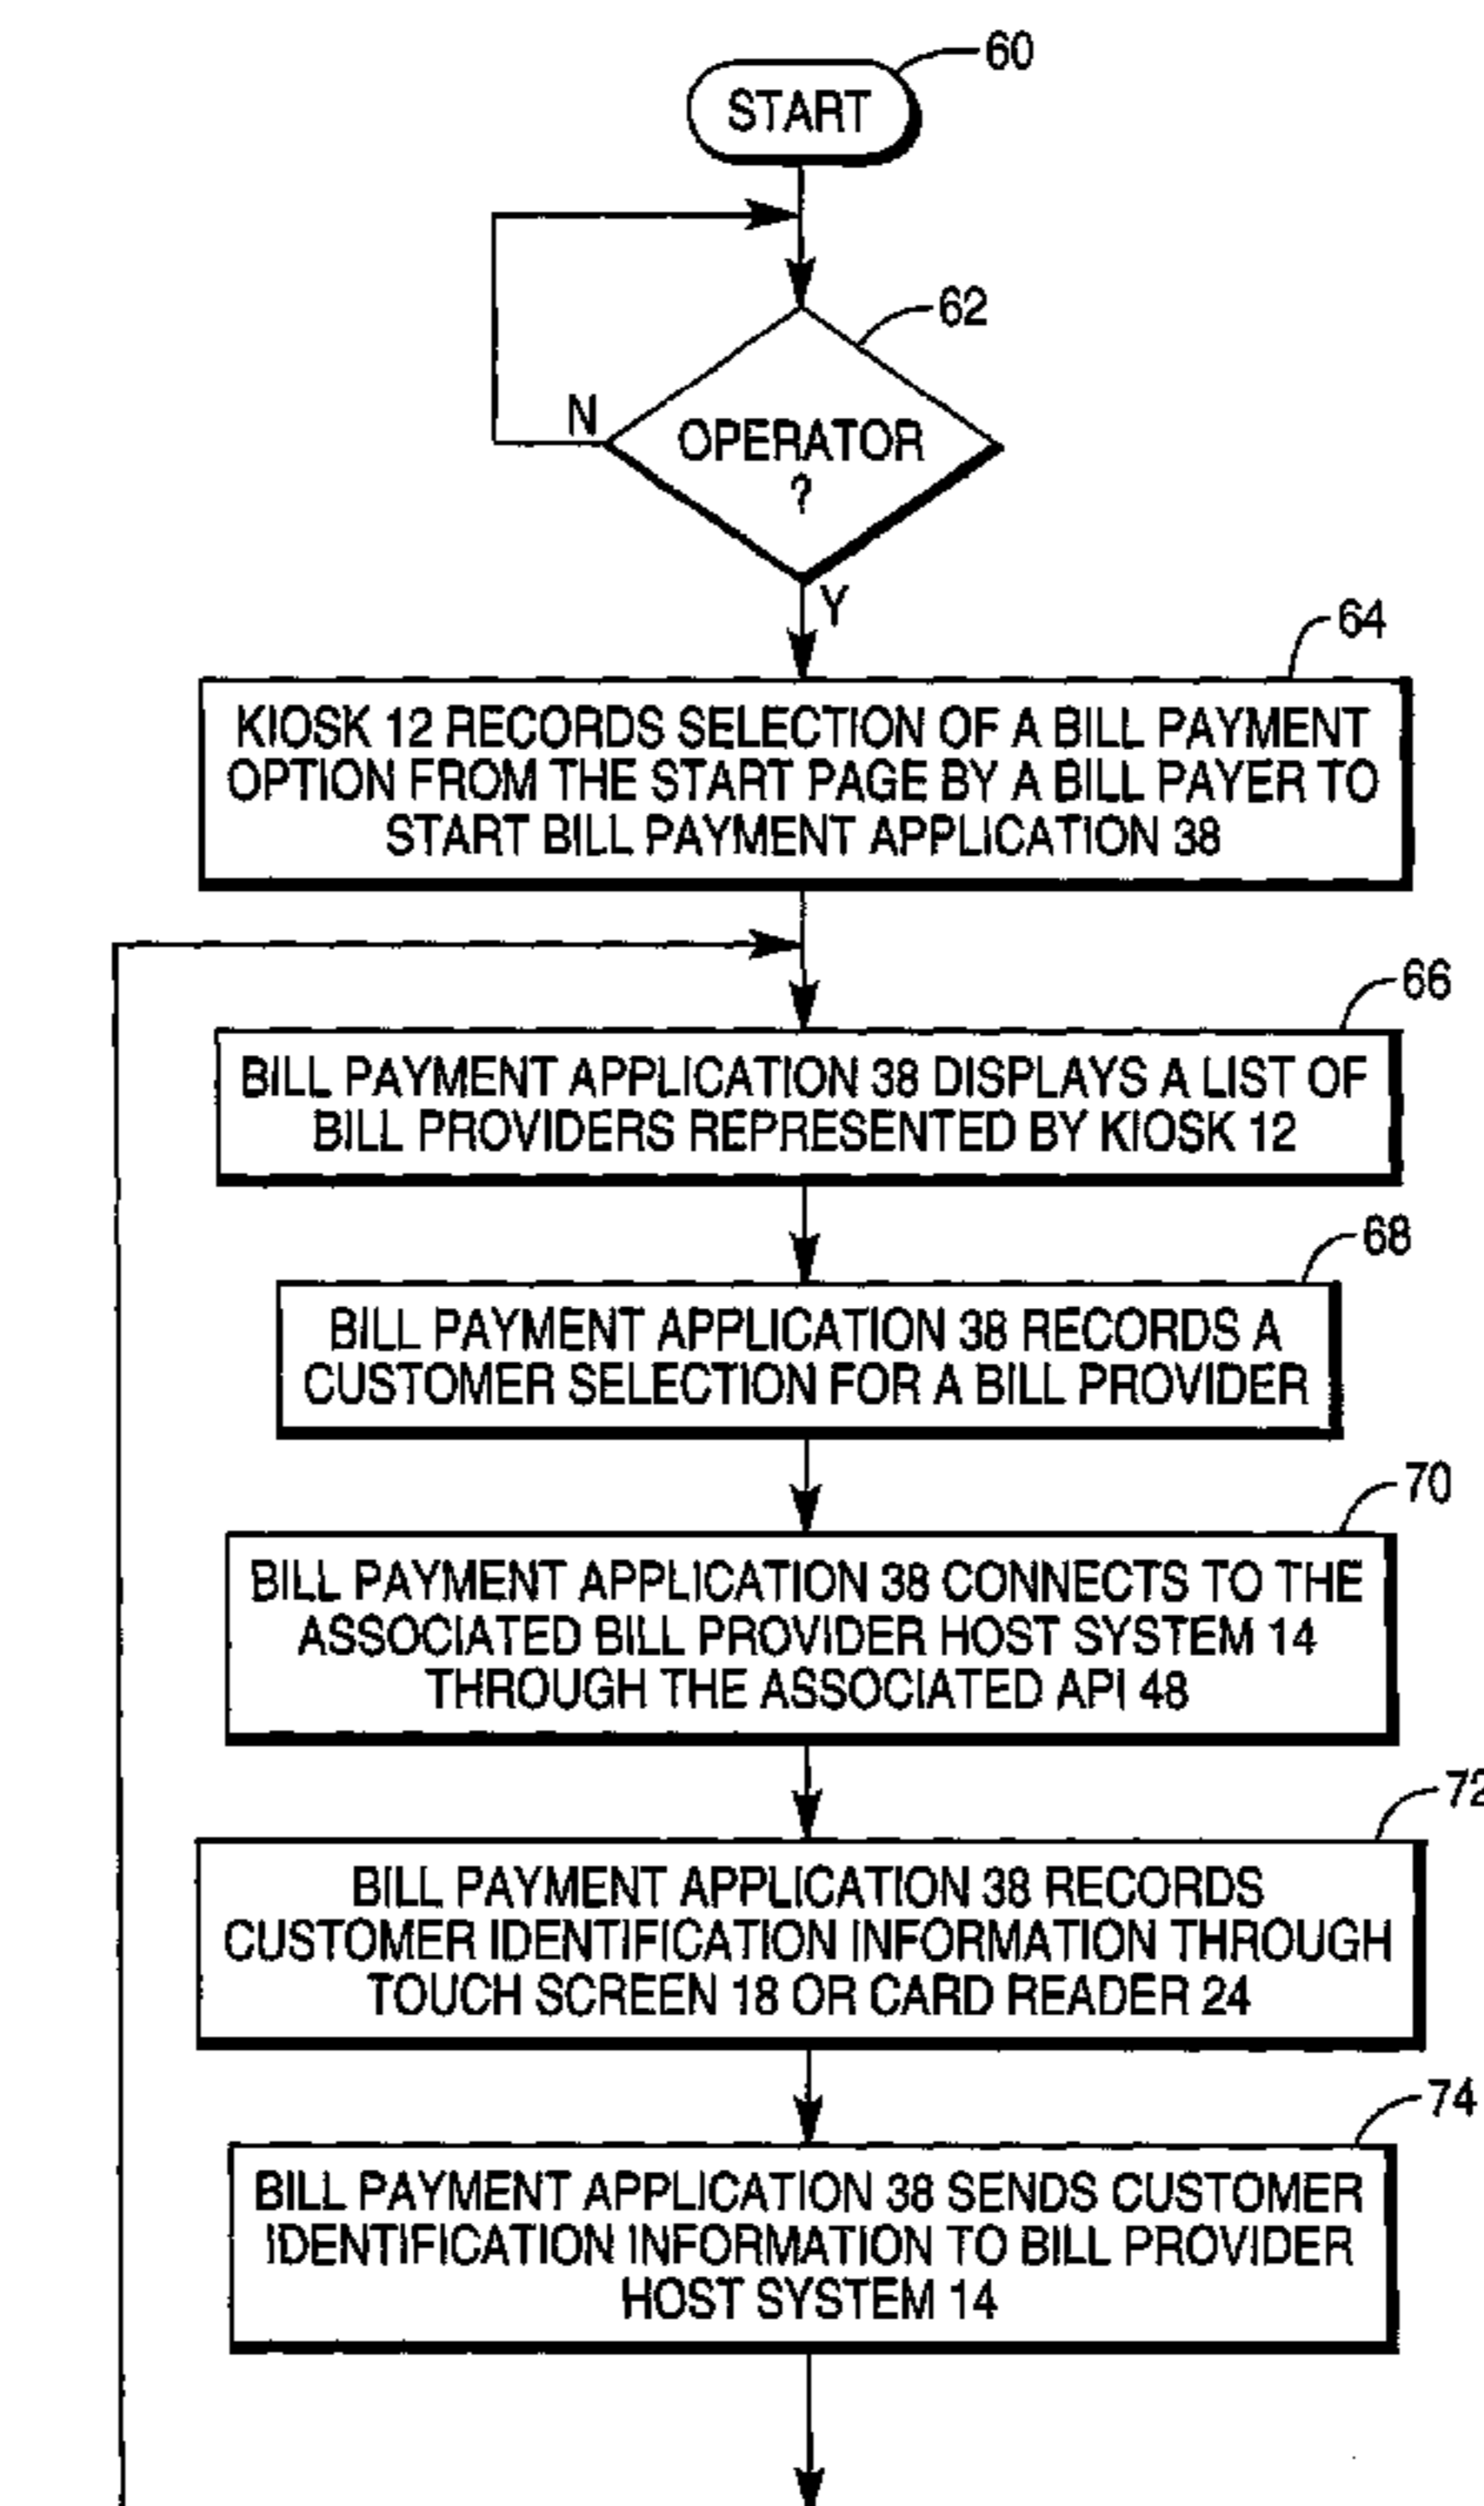 60
START
62
N
OPERATOR
?
Y
64
KIOSK 12 RECORDS SELECTION OF A BILL PAYMENT
OPTION FROM THE START PAGE BY A BILL PAYER TO
START BILL PAYMENT APPLICATION 38
66
BILL PAYMENT APPLICATION 38 DISPLAYS A LIST OF
BILL PROVIDERS REPRESENTED BY KIOSK 12
68
BILL PAYMENT APPLICATION 38 RECORDS A
CUSTOMER SELECTION FOR A BILL PROVIDER
70
BILL PAYMENT APPLICATION 38 CONNECTS TO THE
ASSOCIATED BILL PROVIDER HOST SYSTEM 14
THROUGH THE ASSOCIATED API 48
72
BILL PAYMENT APPLICATION 38 RECORDS
CUSTOMER IDENTIFICATION INFORMATION THROUGH
TOUCH SCREEN 18 OR CARD READER 24
74
BILL PAYMENT APPLICATION 38 SENDS CUSTOMER
IDENTIFICATION INFORMATION TO BILL PROVIDER
HOST SYSTEM 14